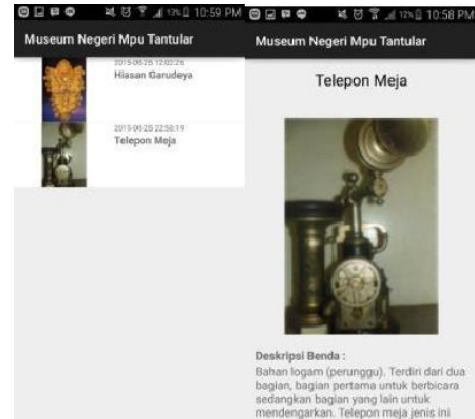 13% 10:59 PM
Museum Negeri Mpu Tantular
Hiasan Garudeya
Telepon Meja
12% 10:58 PM
Museum Negeri Mpu Tantular
Telepon Meja
Deskripsi Benda :
Bahan logam (perunggu). Terdiri dari dua
bagian, bagian pertama untuk berbicara
sedangkan bagian yang lain untuk
mendengarkan. Telepon meja jenis ini